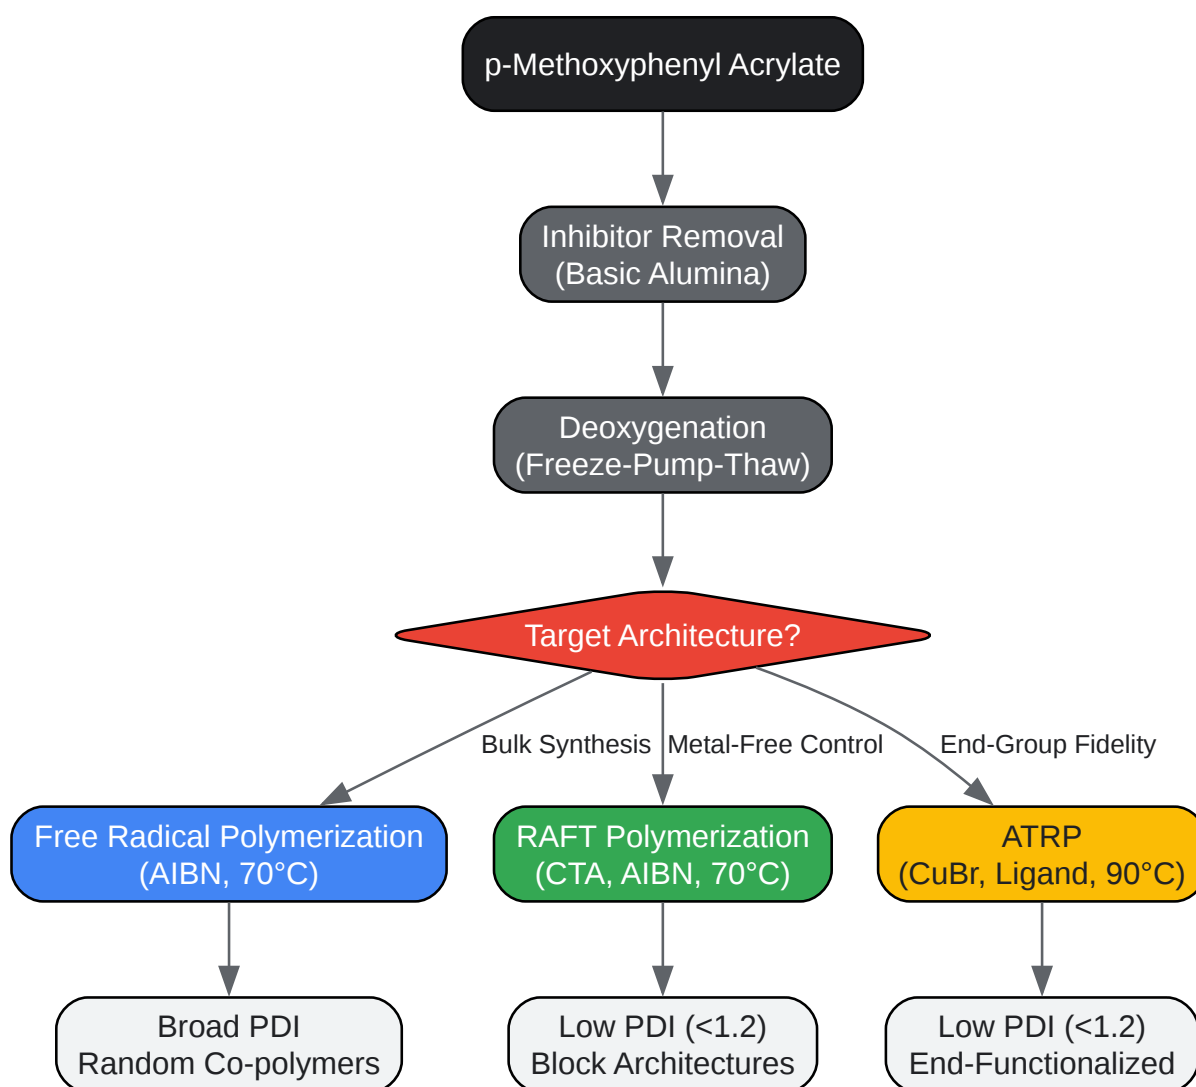 p-Methoxyphenyl Acrylate
Inhibitor Removal
(Basic Alumina)
Deoxygenation
(Freeze-Pump-Thaw)
Target Architecture?
Bulk Synthesis
Metal-Free Control
End-Group Fidelity
Free Radical Polymerization
(AIBN, 70°C)
RAFT Polymerization
(CTA, AIBN, 70°C)
ATRP
(CuBr, Ligand, 90°C)
Broad PDI
Random Co-polymers
Low PDI (<1.2)
Block Architectures
Low PDI (<1.2)
End-Functionalized